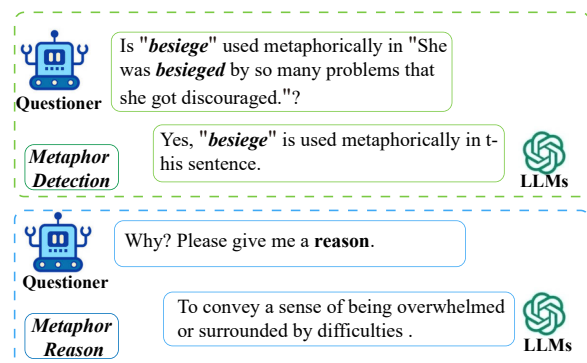 Is "besiege" used metaphorically in "She
was besieged by so many problems that
she got discouraged."?
Questioner
Yes, "besiege" is used metaphorically in t-
his sentence.
Metaphor
Detection
LLMs
Why? Please give me a reason.
Questioner
To convey a sense of being overwhelmed
or surrounded by difficulties .
Metaphor
Reason
LLMs